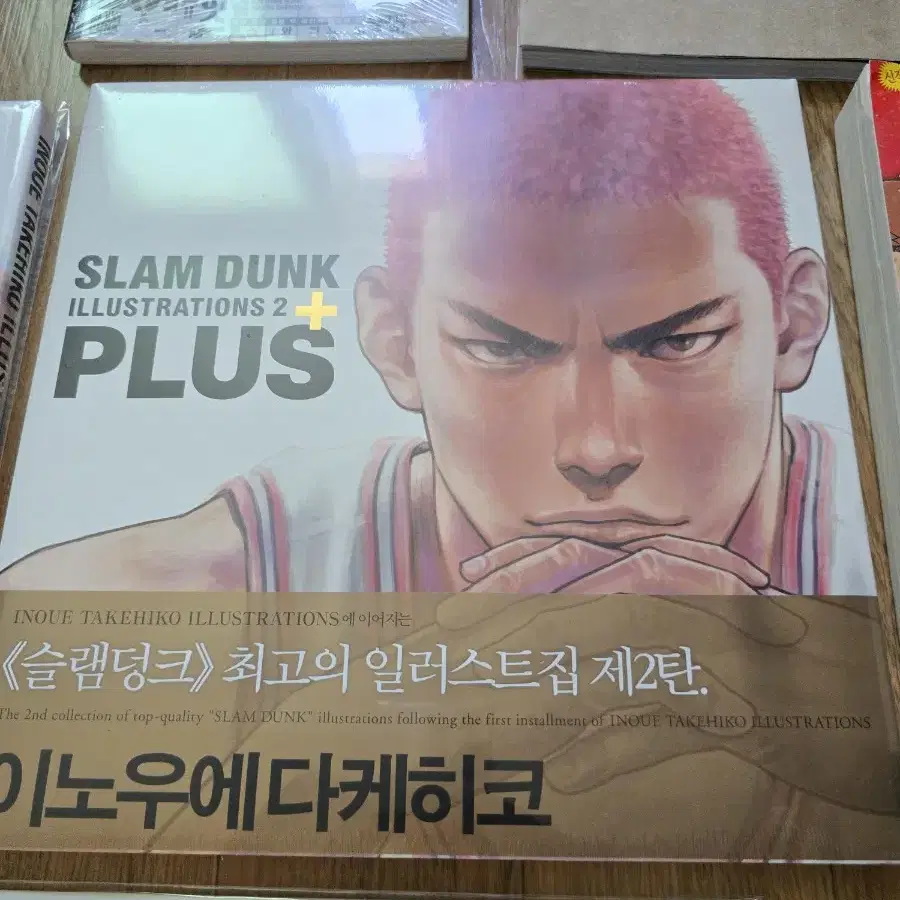 SLAM DUNK
ILLUSTRATIONS 2
PLUS+
INOUE TAKEHIKO ILLUSTRATIONS에 이어지는
《슬램덩크》 최고의 일러스트집 제2탄.
The 2nd collection of top-quality "SLAM DUNK" illustrations following the first installment of INOUE TAKEHIKO ILLUSTRATIONS
이노우에 다케히코
INOUE TAKEHIKO